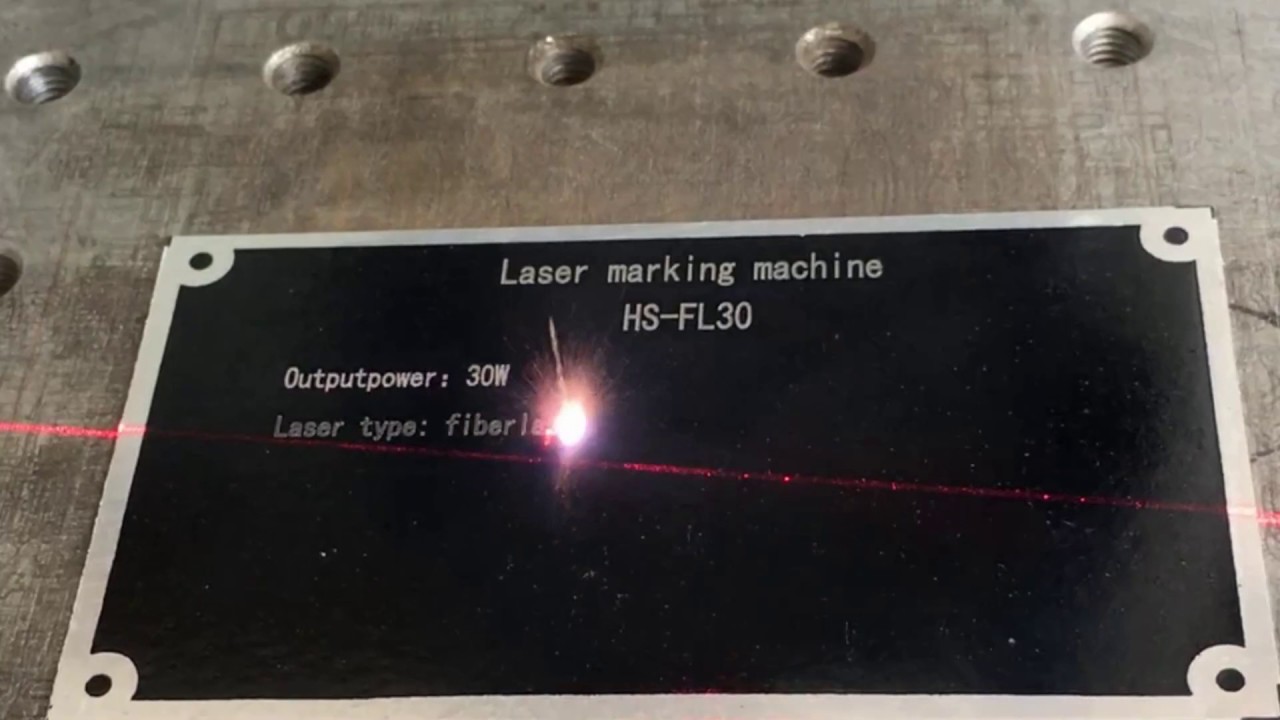 Laser marking machine
HS-FL30
Outputpower: 30W
Laser type: fiberla